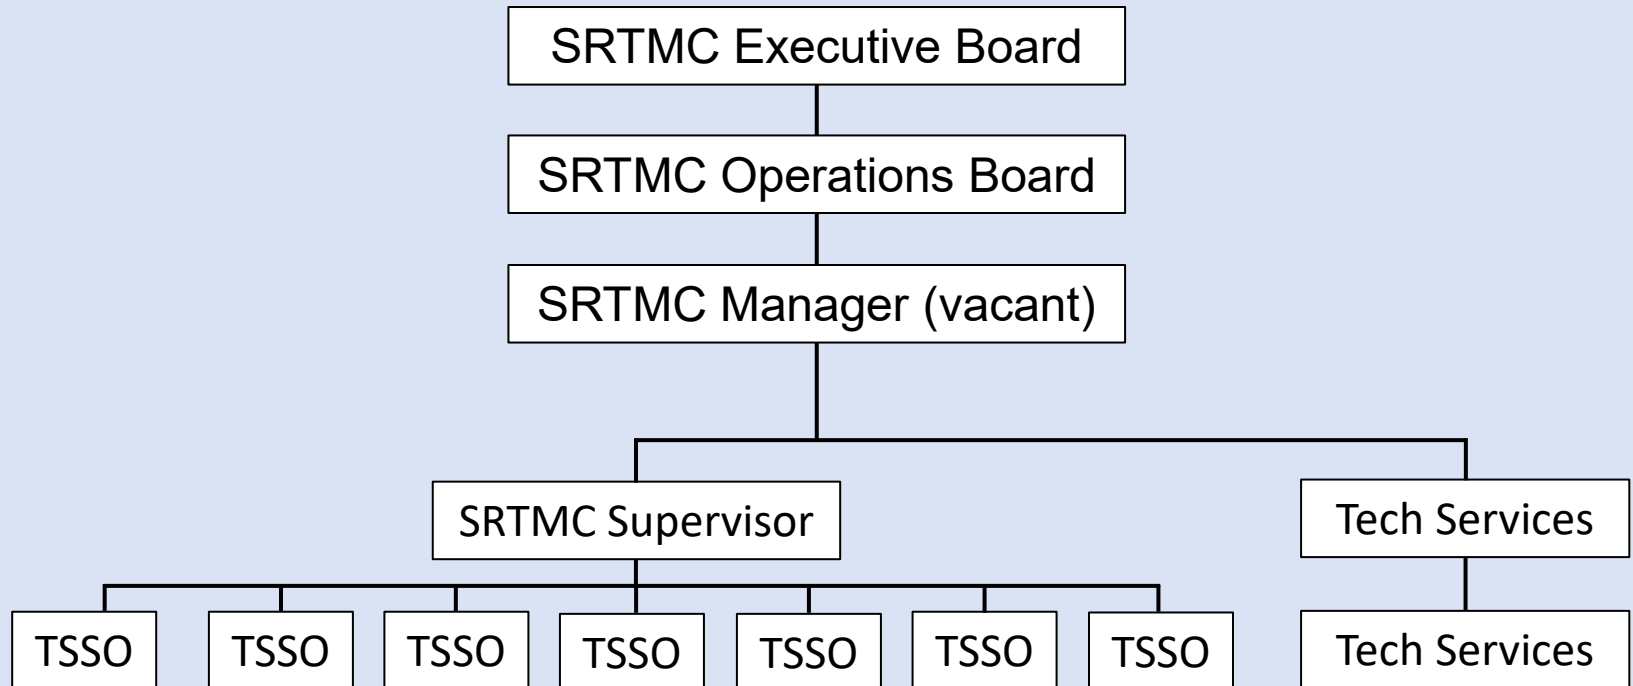 SRTMC Executive Board
SRTMC Operations Board
SRTMC Manager (vacant)
SRTMC Supervisor
Tech Services
TSSO
TSSO
TSSO
TSSO
TSSO
TSSO
TSSO
Tech Services